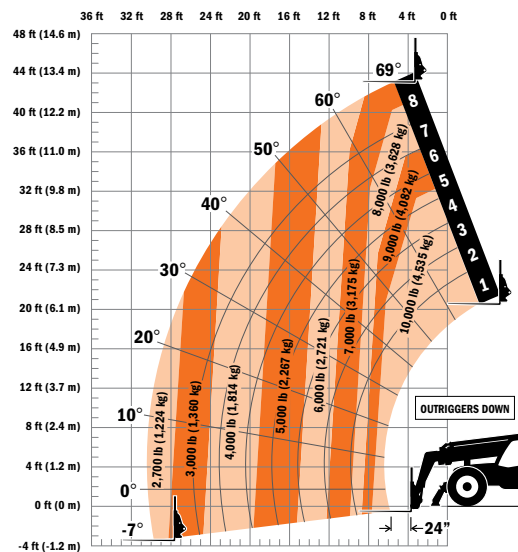 36 ft 32 ft 28 ft 24 ft 20 ft 16 ft 12 ft 8 ft 4 ft 0 ft
48 ft (14.6 m)
44 ft (13.4 m)
40 ft (12.2 m)
36 ft (11.0 m)
32 ft (9.8 m)
28 ft (8.5 m)
24 ft (7.3 m)
20 ft (6.1 m)
16 ft (4.9 m)
12 ft (3.7 m)
8 ft (2.4 m)
4 ft (1.2 m)
0 ft (0 m)
-4 ft (-1.2 m)
69°
60°
50°
40°
30°
20°
10°
0°
-7°
8
7
6
5
4
3
2
1
2,700 lb (1,224 kg)
3,000 lb (1,360 kg)
4,000 lb (1,814 kg)
5,000 lb (2,267 kg)
6,000 lb (2,721 kg)
7,000 lb (3,175 kg)
8,000 lb (3,628 kg)
9,000 lb (4,082 kg)
10,000 lb (4,535 kg)
OUTRIGGERS DOWN
24”